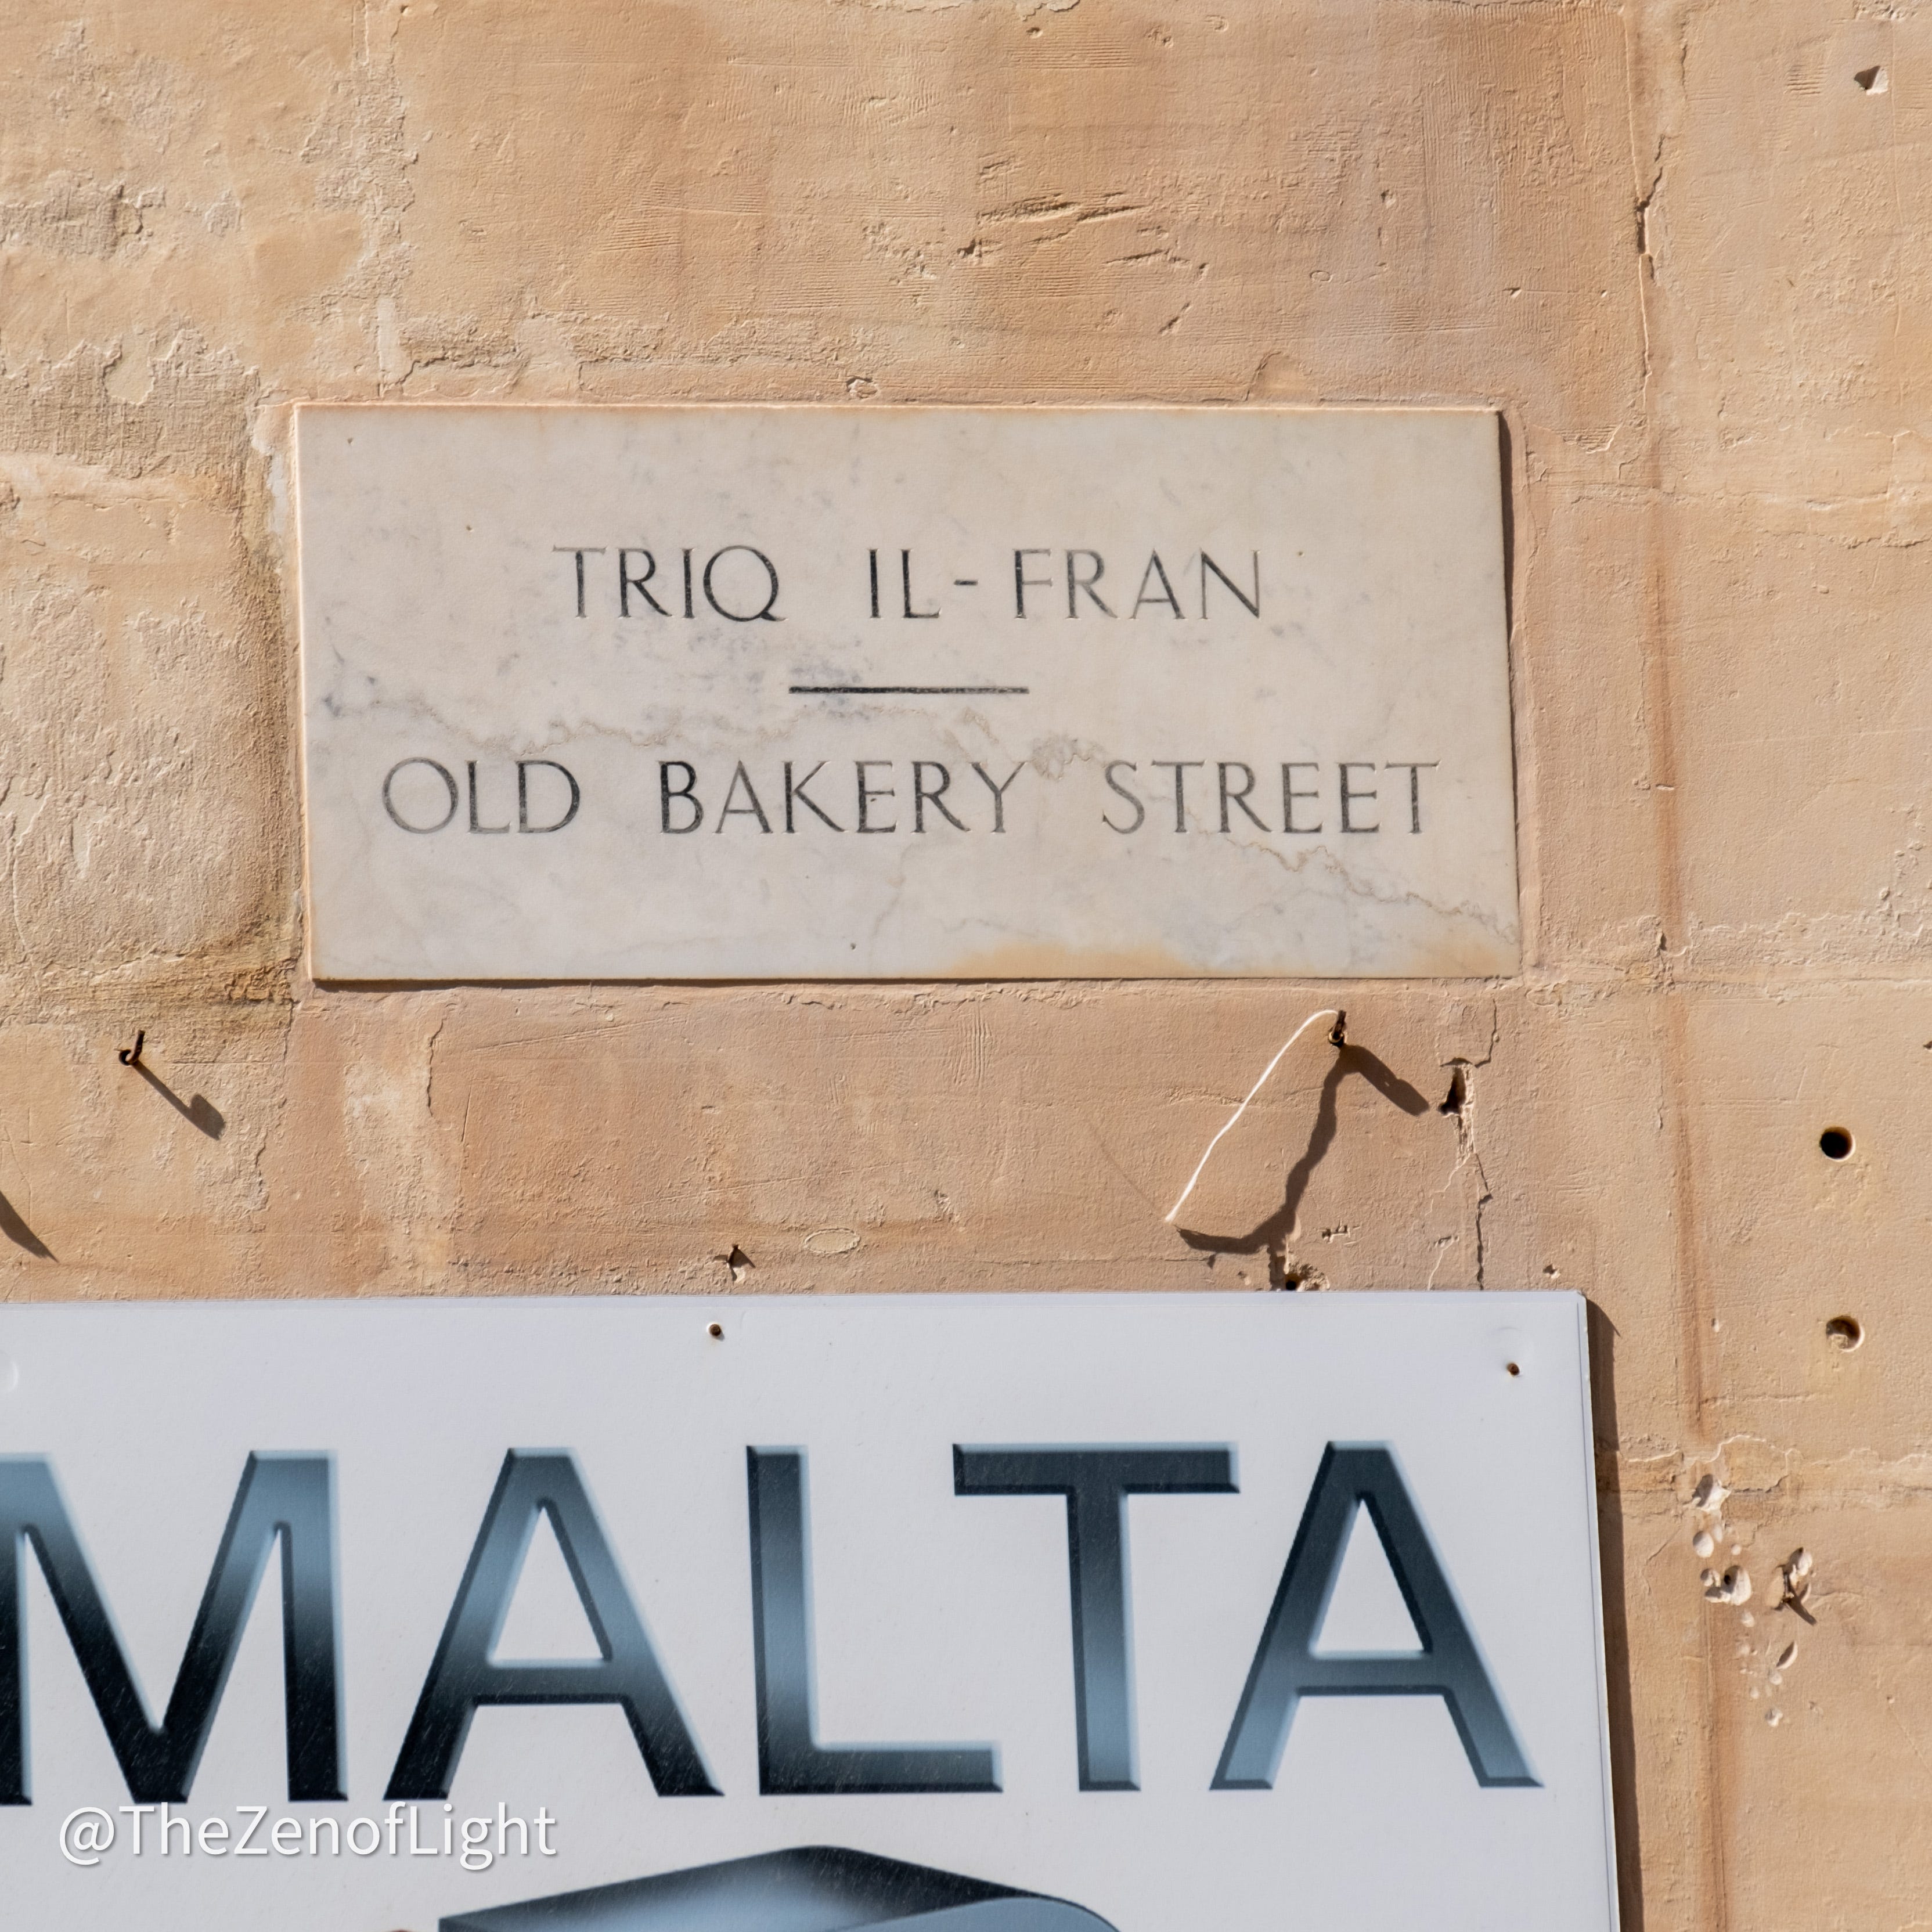 TRIQ IL-FRAN
OLD BAKERY STREET
MALTA
@TheZenofLight